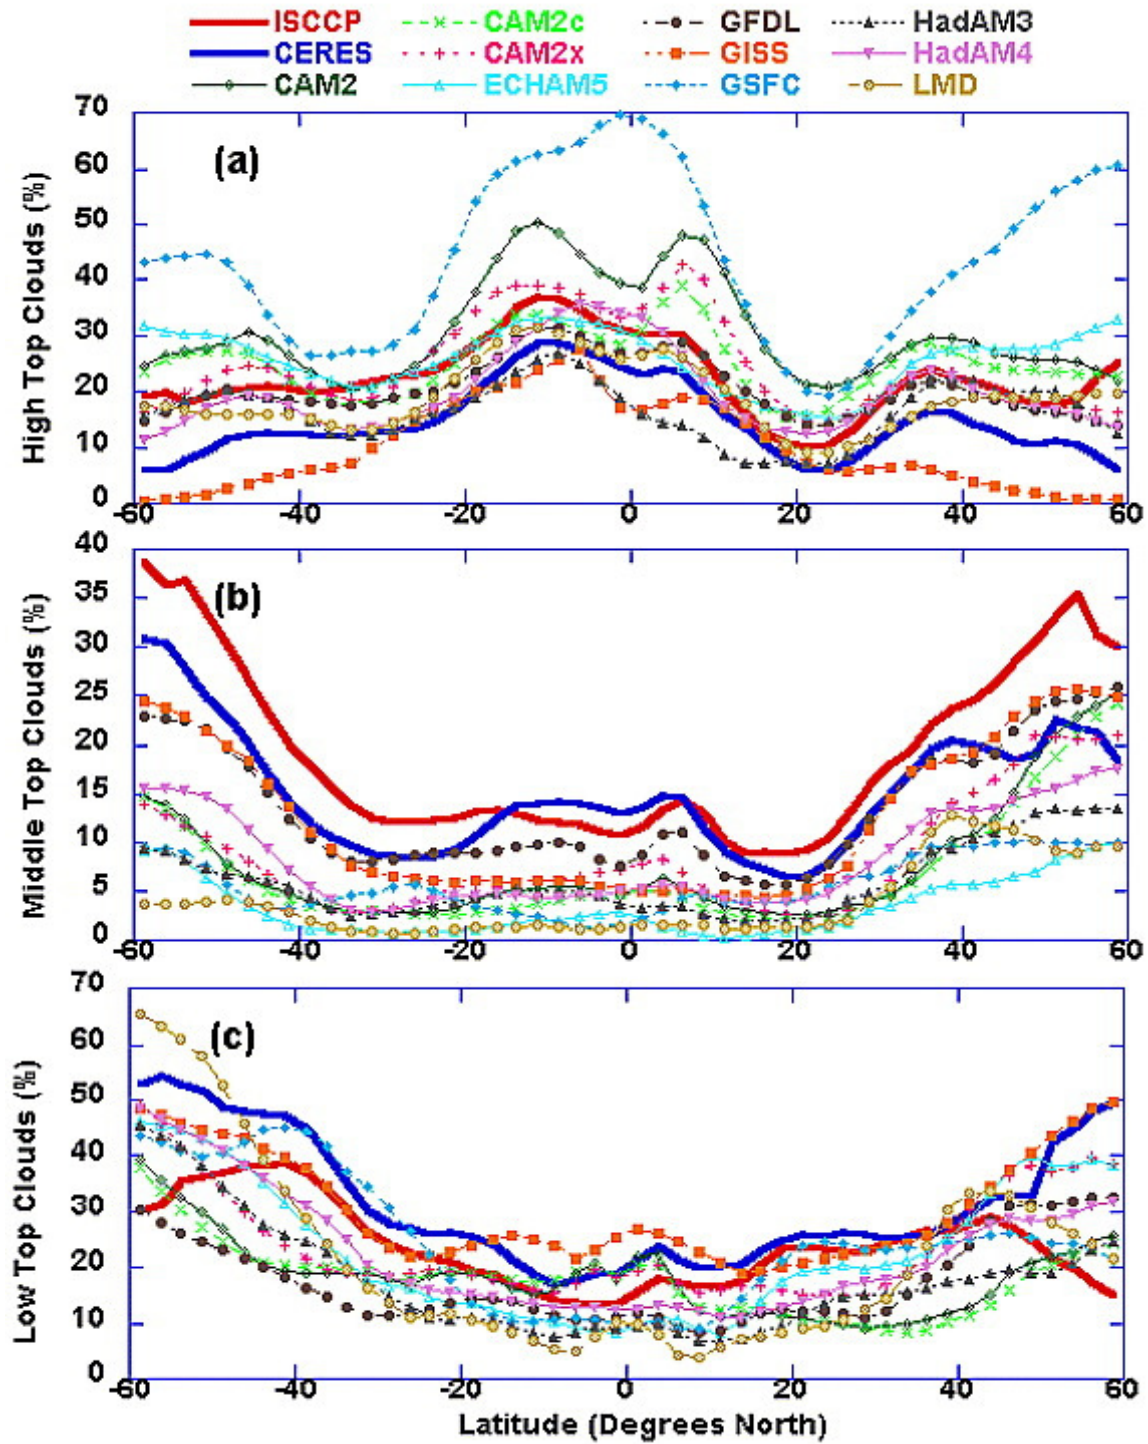 ISCCP CAM2c GFDL HadAM3
CERES CAM2x GISS HadAM4
CAM2 ECHAM5 GSFC LMD
70
60
50
40
30
20
10
0
(a)
High Top Clouds (%)
-60 -40 -20 0 20 40 60
40
35
30
25
20
15
10
5
0
(b)
Middle Top Clouds (%)
-60 -40 -20 0 20 40 60
70
60
50
40
30
20
10
0
(c)
Low Top Clouds (%)
-60 -40 -20 0 20 40 60
Latitude (Degrees North)